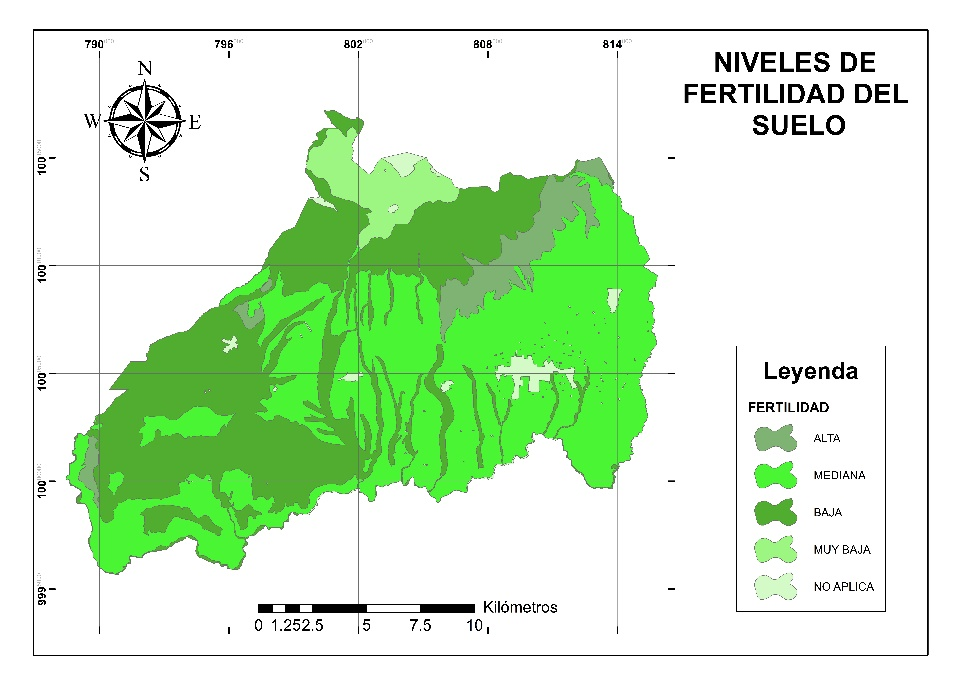 790 796 802 808 814
NIVELES DE
FERTILIDAD DEL
SUELO
N
W E
S
100
100
100
100
999
Leyenda
FERTILIDAD
ALTA
MEDIANA
BAJA
MUY BAJA
NO APLICA
Kilómetros
0 1.252.5 5 7.5 10